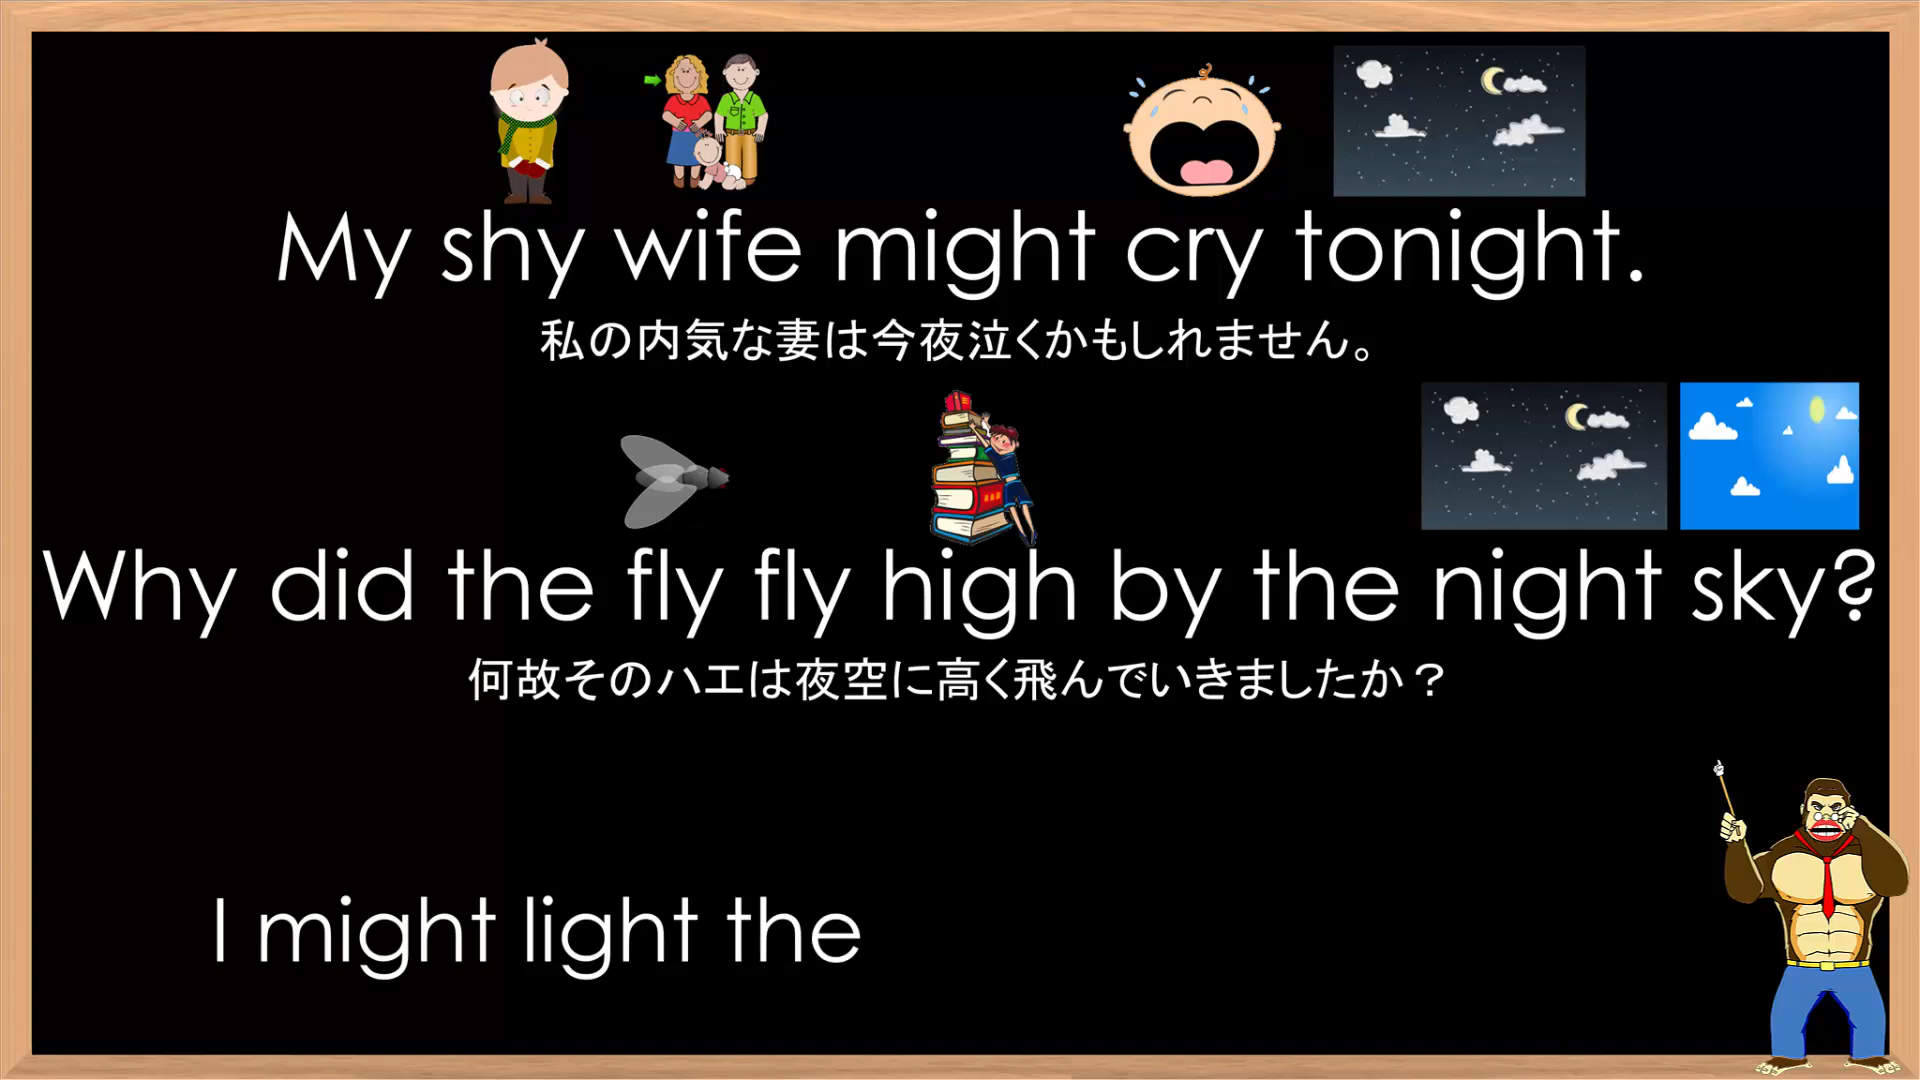 My shy wife might cry tonight.
私の内気な妻は今夜泣くかもしれません。
Why did the fly fly high by the night sky?
何故そのハエは夜空に高く飛んでいきましたか？
I might light the